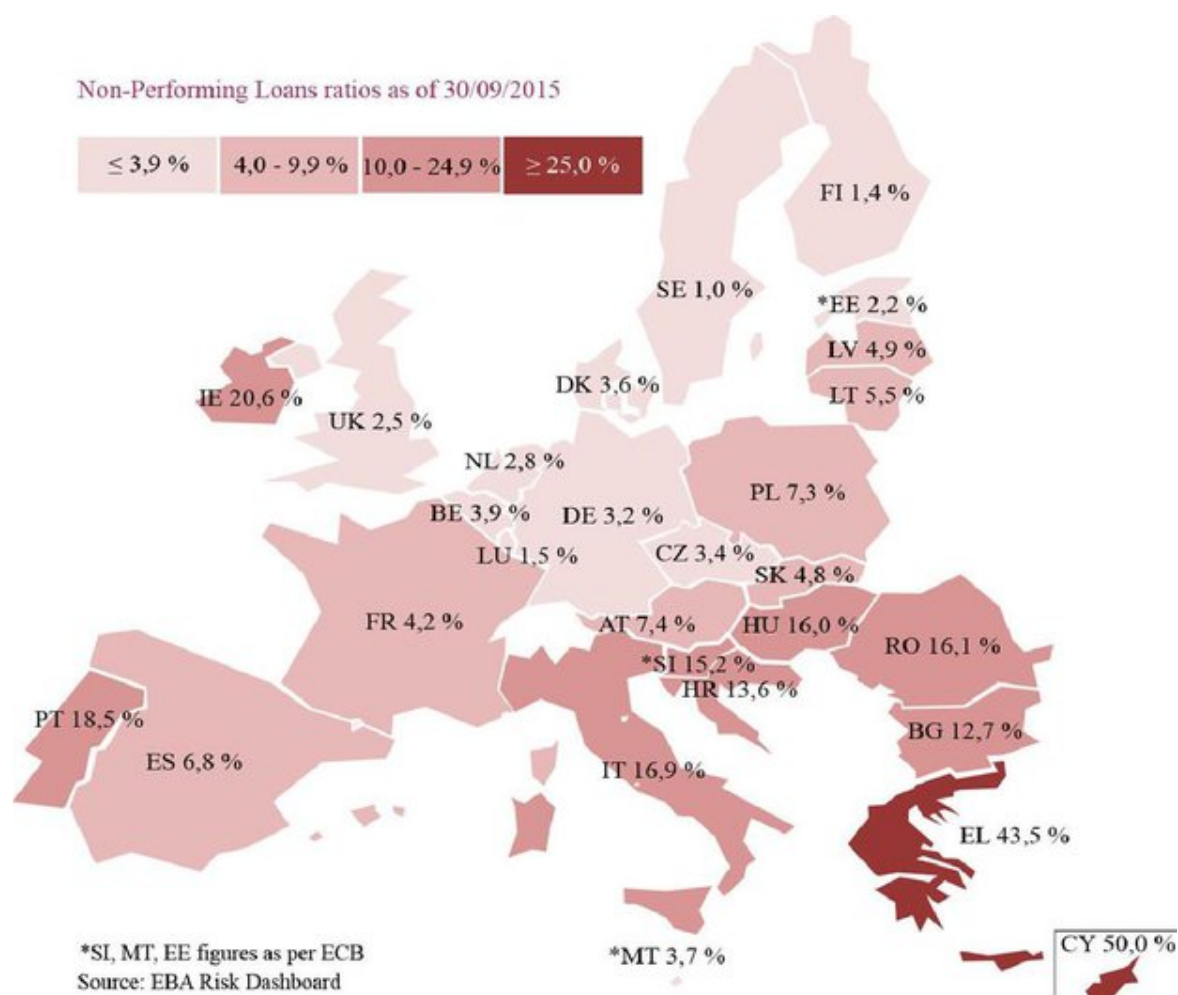 Non-Performing Loans ratios as of 30/09/2015
≤ 3,9 %
4,0 - 9,9 %
10,0 - 24,9 %
≥ 25,0 %
FI 1,4 %
SE 1,0 %
*EE 2,2 %
LV 4,9 %
DK 3,6 %
LT 5,5 %
IE 20,6 %
UK 2,5 %
NL 2,8 %
PL 7,3 %
BE 3,9 %
DE 3,2 %
LU 1,5 %
CZ 3,4 %
SK 4,8 %
FR 4,2 %
AT 7,4 %
HU 16,0 %
RO 16,1 %
*SI 15,2 %
HR 13,6 %
PT 18,5 %
BG 12,7 %
ES 6,8 %
IT 16,9 %
EL 43,5 %
CY 50,0 %
*MT 3,7 %
*SI, MT, EE figures as per ECB
Source: EBA Risk Dashboard